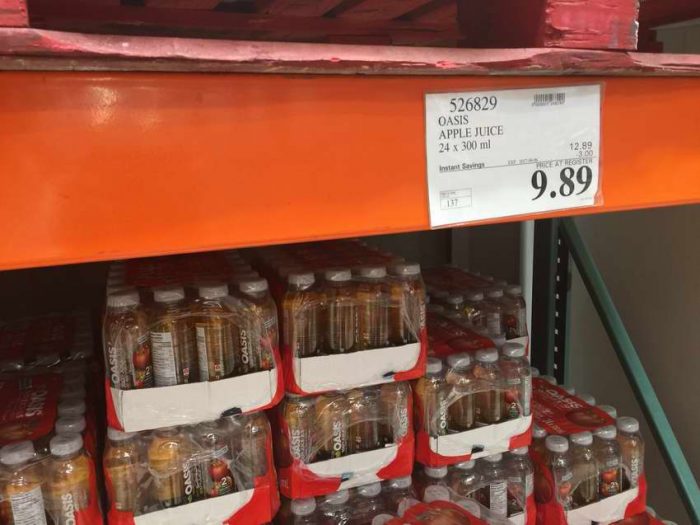 526829
OASIS
APPLE JUICE
24 x 300 ml
12.89
-3.00
Instant Savings
PRICE AT REGISTER
9.89
137
OASIS
OASIS
OASIS
OASIS
OASIS
OASIS
OASIS